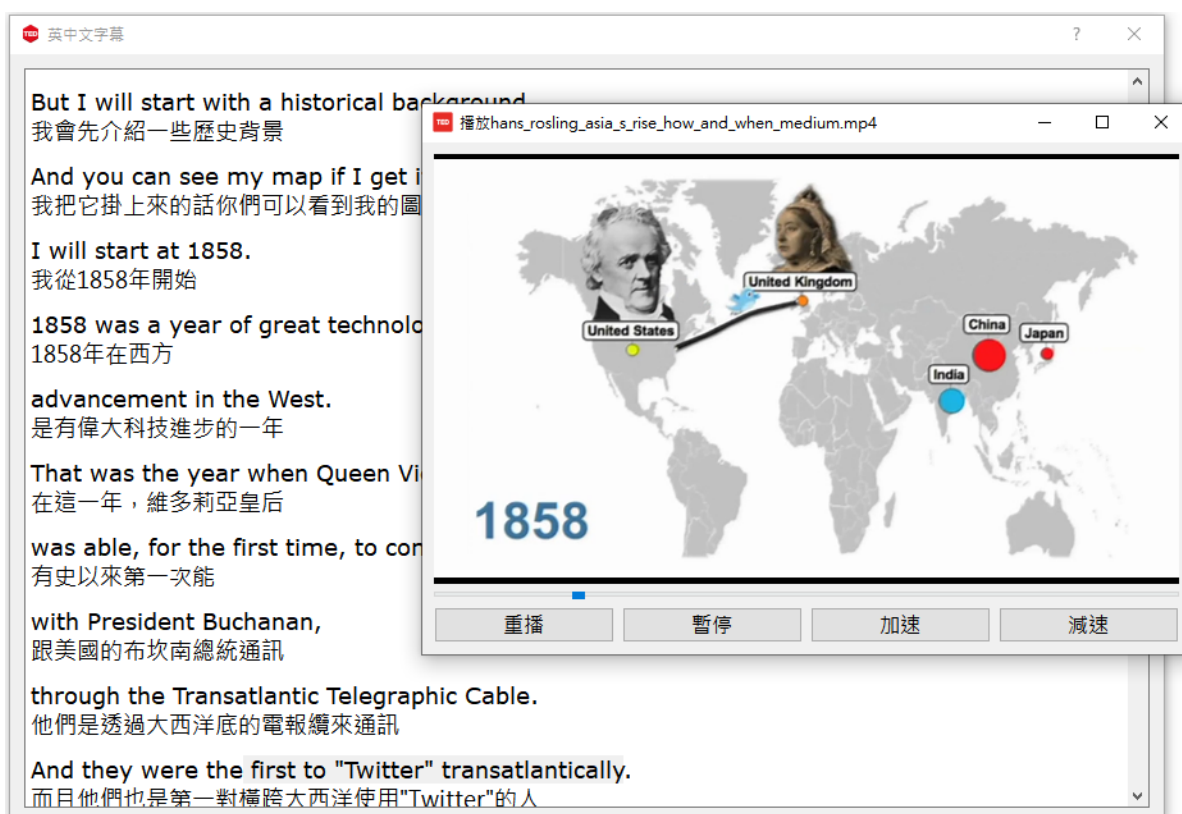 TED 英中文字幕
But I will start with a historical background
我會先介紹一些歷史背景
And you can see my map if I get i
我把它掛上來的話你們可以看到我的圖
I will start at 1858.
我從1858年開始
1858 was a year of great technolo
1858年在西方
advancement in the West.
是有偉大科技進步的一年
That was the year when Queen Vi
在這一年，維多莉亞皇后
was able, for the first time, to con
有史以來第一次能
with President Buchanan,
跟美國的布坎南總統通訊
through the Transatlantic Telegraphic Cable.
他們是透過大西洋底的電報纜來通訊
And they were the first to "Twitter" transatlantically.
而且他們也是第一對橫跨大西洋使用"Twitter"的人
TED 播放hans_rosling_asia_s_rise_how_and_when_medium.mp4
United Kingdom
United States
China
Japan
India
1858
重播
暫停
加速
減速